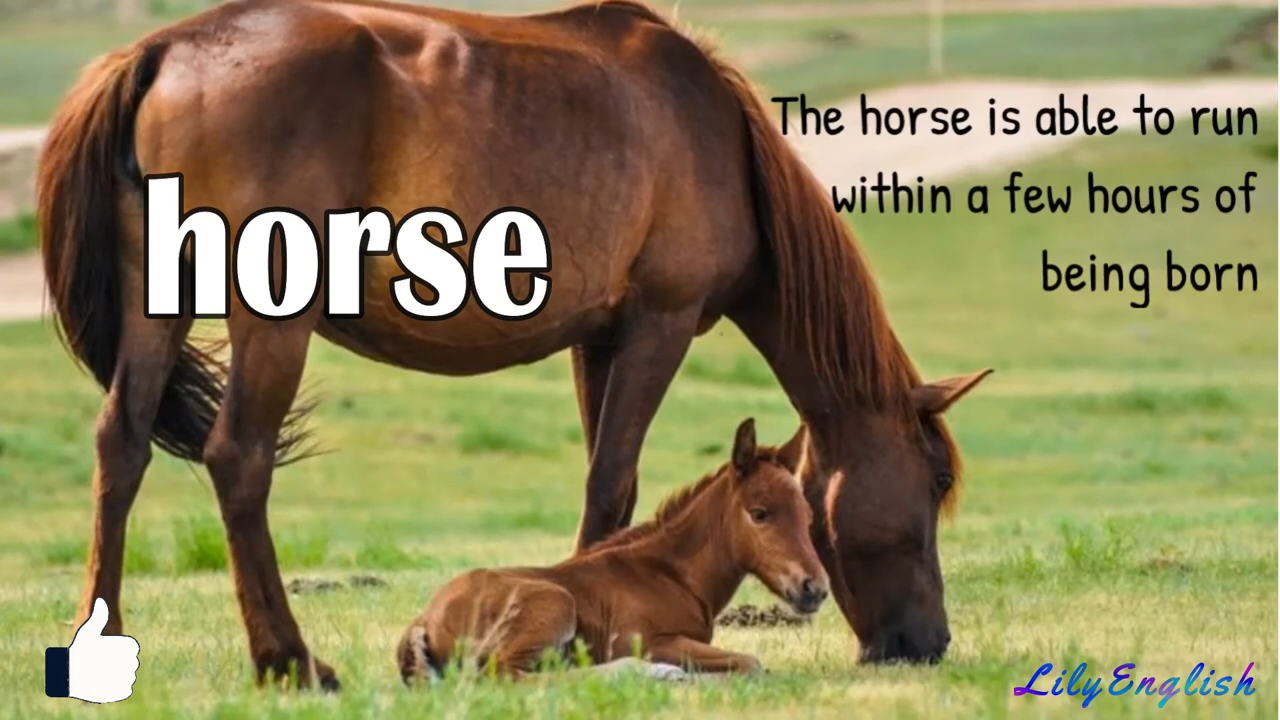 The horse is able to run
within a few hours of
being born
horse
LilyEnglish